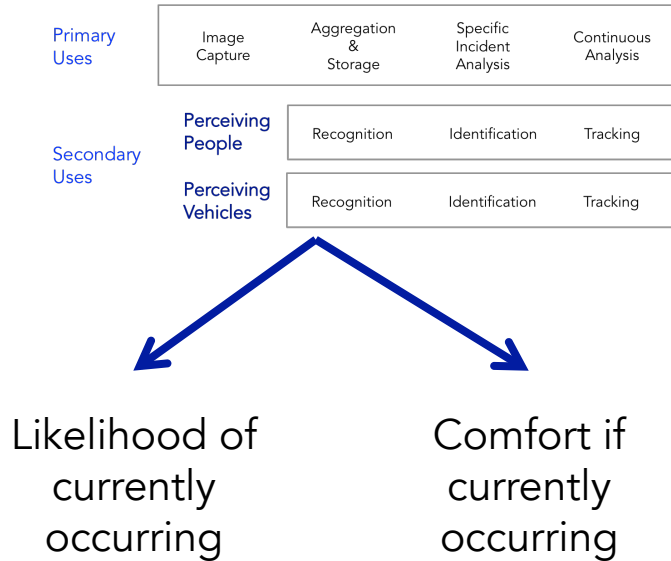 Primary
Uses
Image
Capture
Aggregation
&
Storage
Specific
Incident
Analysis
Continuous
Analysis
Secondary
Uses
Perceiving
People
Recognition
Identification
Tracking
Perceiving
Vehicles
Recognition
Identification
Tracking
Likelihood of
currently
occurring
Comfort if
currently
occurring